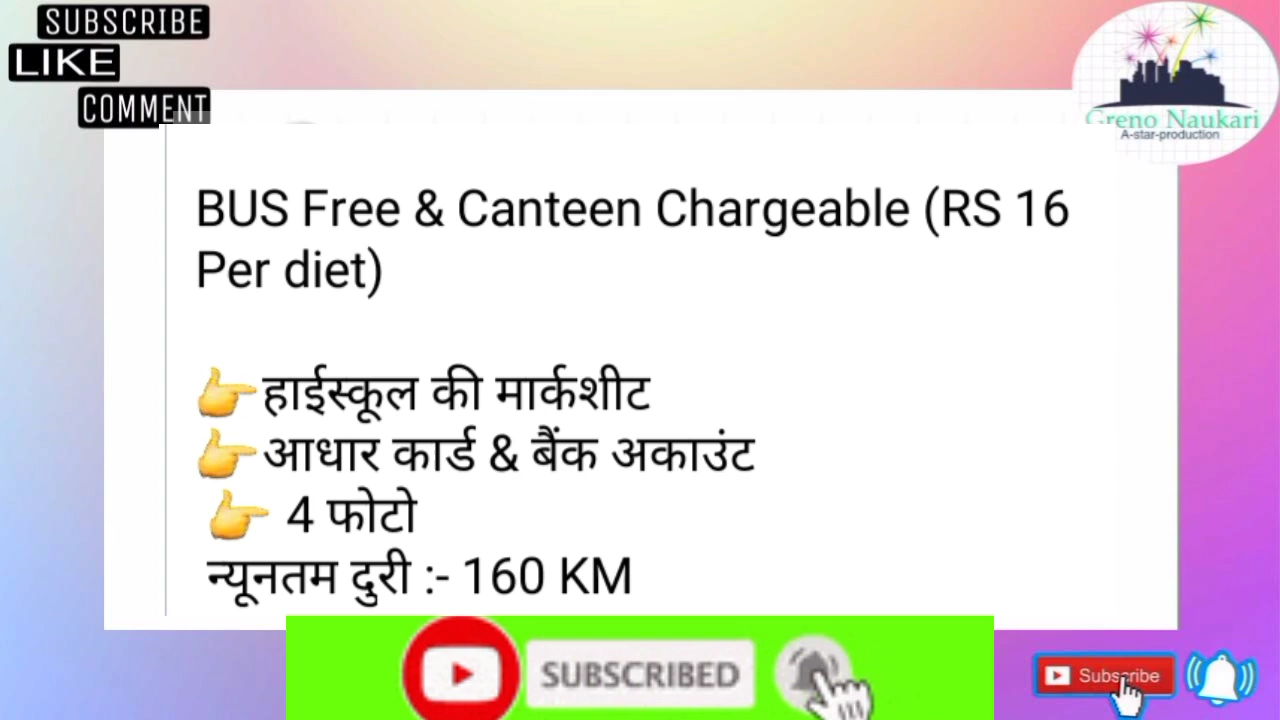 SUBSCRIBE
LIKE
COMMENT
Greno Naukari
A-star-production
BUS Free & Canteen Chargeable (RS 16
Per diet)
👉हाईस्कूल की मार्कशीट
👉आधार कार्ड & बैंक अकाउंट
👉 4 फोटो
न्यूनतम दुरी :- 160 KM
SUBSCRIBED
Subscribe